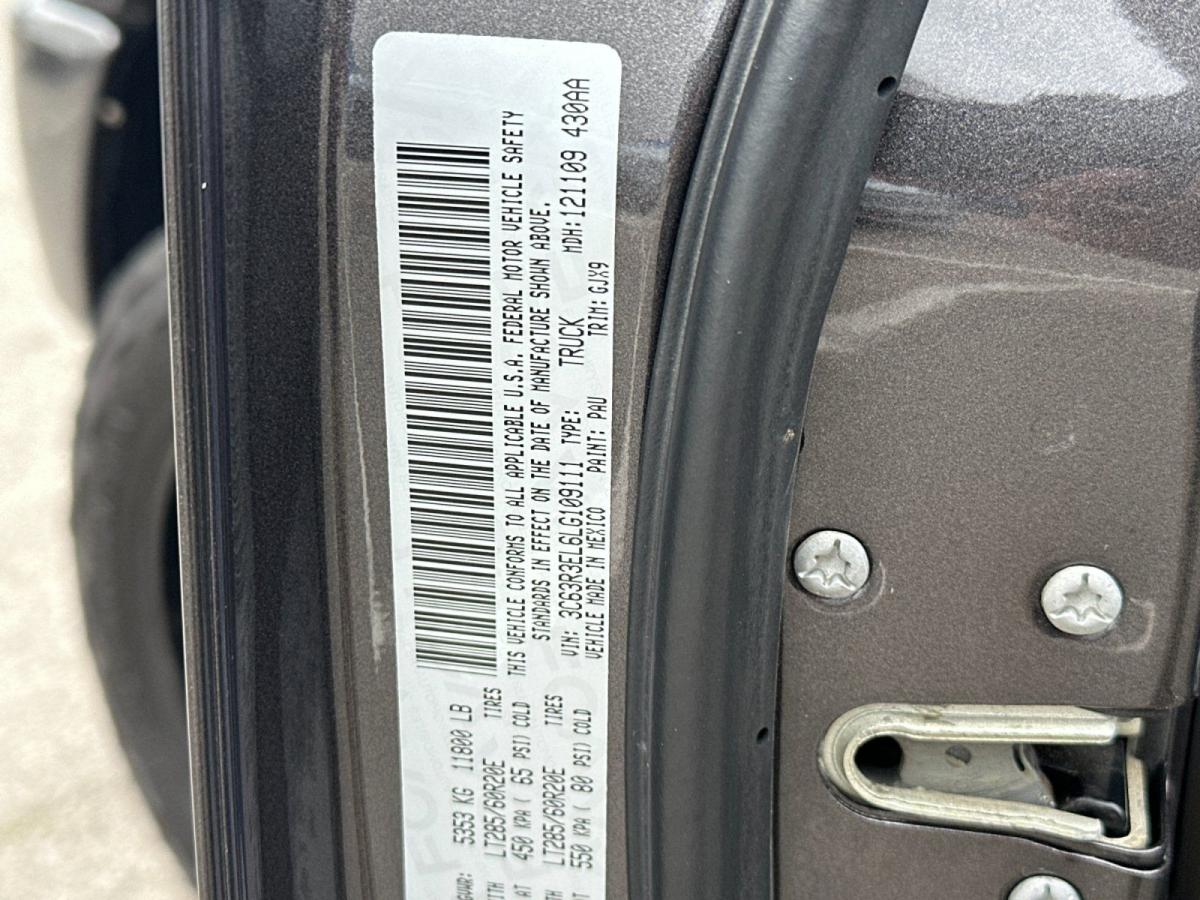 GVWR: 5353 KG 11800 LB
LT285/60R20E TIRES
AT 450 KPA ( 65 PSI) COLD
LT285/60R20E TIRES
550 KPA ( 80 PSI) COLD
THIS VEHICLE CONFORMS TO ALL APPLICABLE U.S.A. FEDERAL MOTOR VEHICLE SAFETY
STANDARDS IN EFFECT ON THE DATE OF MANUFACTURE SHOWN ABOVE.
VIN: 3C63R3EL6LG109111 TYPE: TRUCK MDH:121109 430AA
VEHICLE MADE IN MEXICO PAINT: PAU TRIM: GJX9